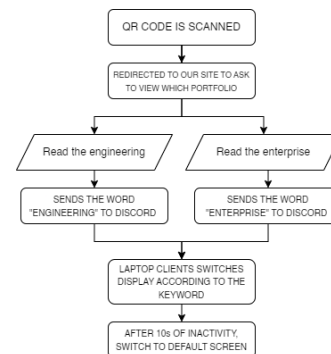 QR CODE IS SCANNED
REDIRECTED TO OUR SITE TO ASK
TO VIEW WHICH PORTFOLIO
Read the engineering
Read the enterprise
SENDS THE WORD
"ENGINEERING" TO DISCORD
SENDS THE WORD
"ENTERPRISE" TO DISCORD
LAPTOP CLIENTS SWITCHES
DISPLAY ACCORDING TO THE
KEYWORD
AFTER 10s OF INACTIVITY,
SWITCH TO DEFAULT SCREEN